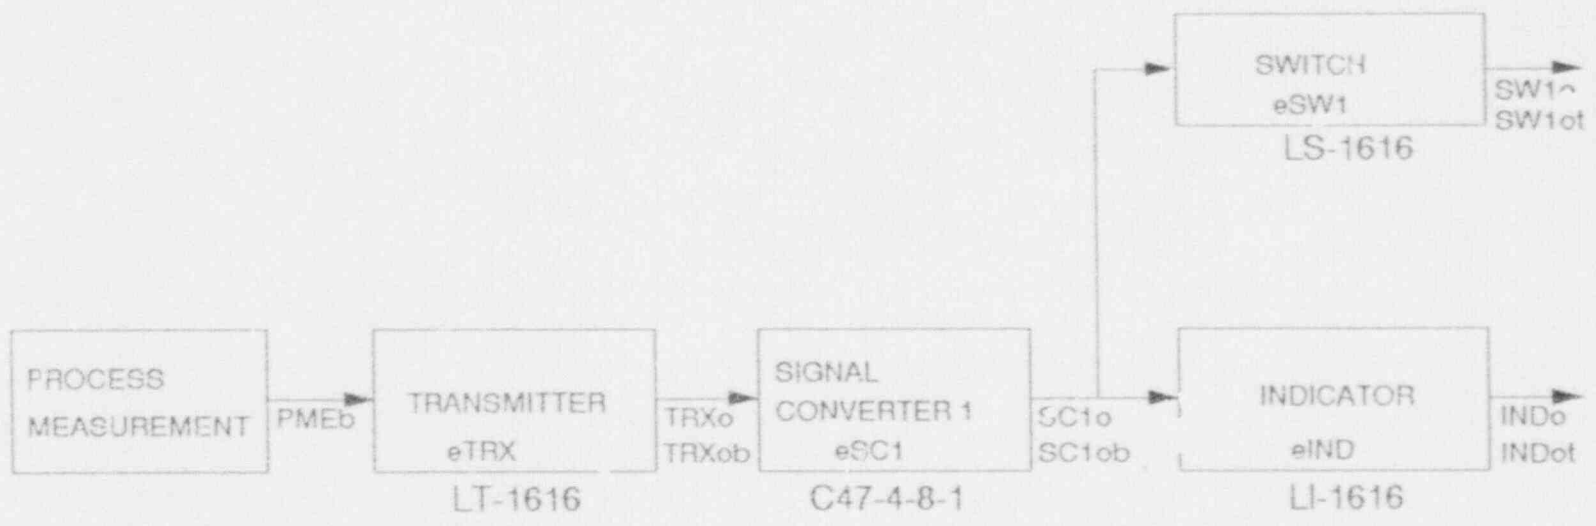 SWITCH
eSW1
SW1o
SW1ot
LS-1616
PROCESS
MEASUREMENT
PMEb
TRANSMITTER
eTRX
LT-1616
TRXo
TRXob
SIGNAL
CONVERTER 1
eSC1
C47-4-8-1
SC1o
SC1ob
INDICATOR
eIND
LI-1616
INDo
INDot